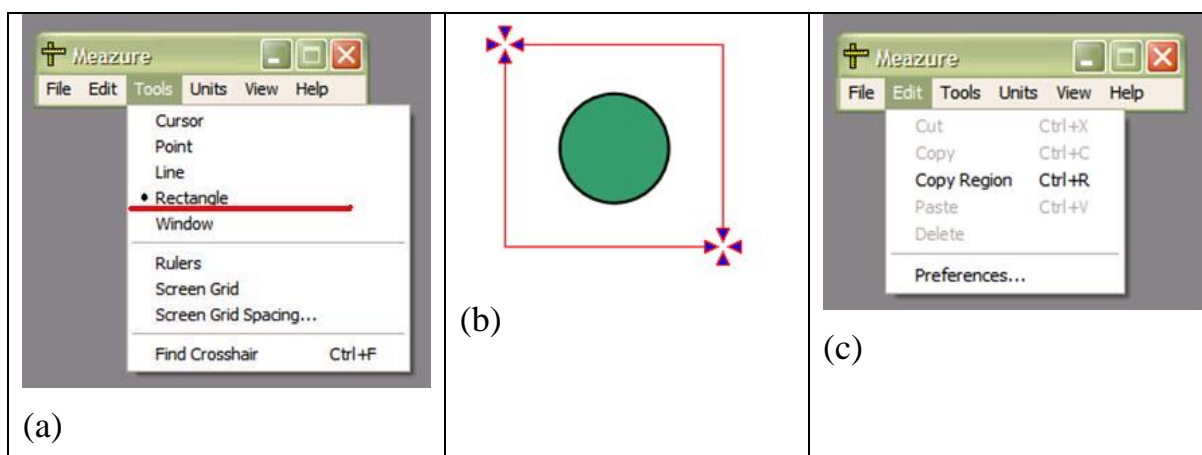 Meazure
File Edit Tools Units View Help
Cursor
Point
Line
Rectangle
Window
Rulers
Screen Grid
Screen Grid Spacing...
Find Crosshair Ctrl+F
(a)
(b)
Meazure
File Edit Tools Units View Help
Cut Ctrl+X
Copy Ctrl+C
Copy Region Ctrl+R
Paste Ctrl+V
Delete
Preferences...
(c)